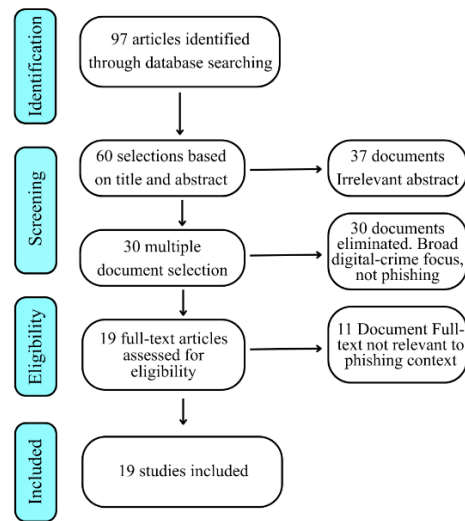 Identification
97 articles identified
through database searching
Screening
60 selections based
on title and abstract
37 documents
Irrelevant abstract
30 multiple
document selection
30 documents
eliminated. Broad
digital-crime focus,
not phishing
Eligibility
19 full-text articles
assessed for
eligibility
11 Document Full-
text not relevant to
phishing context
Included
19 studies included